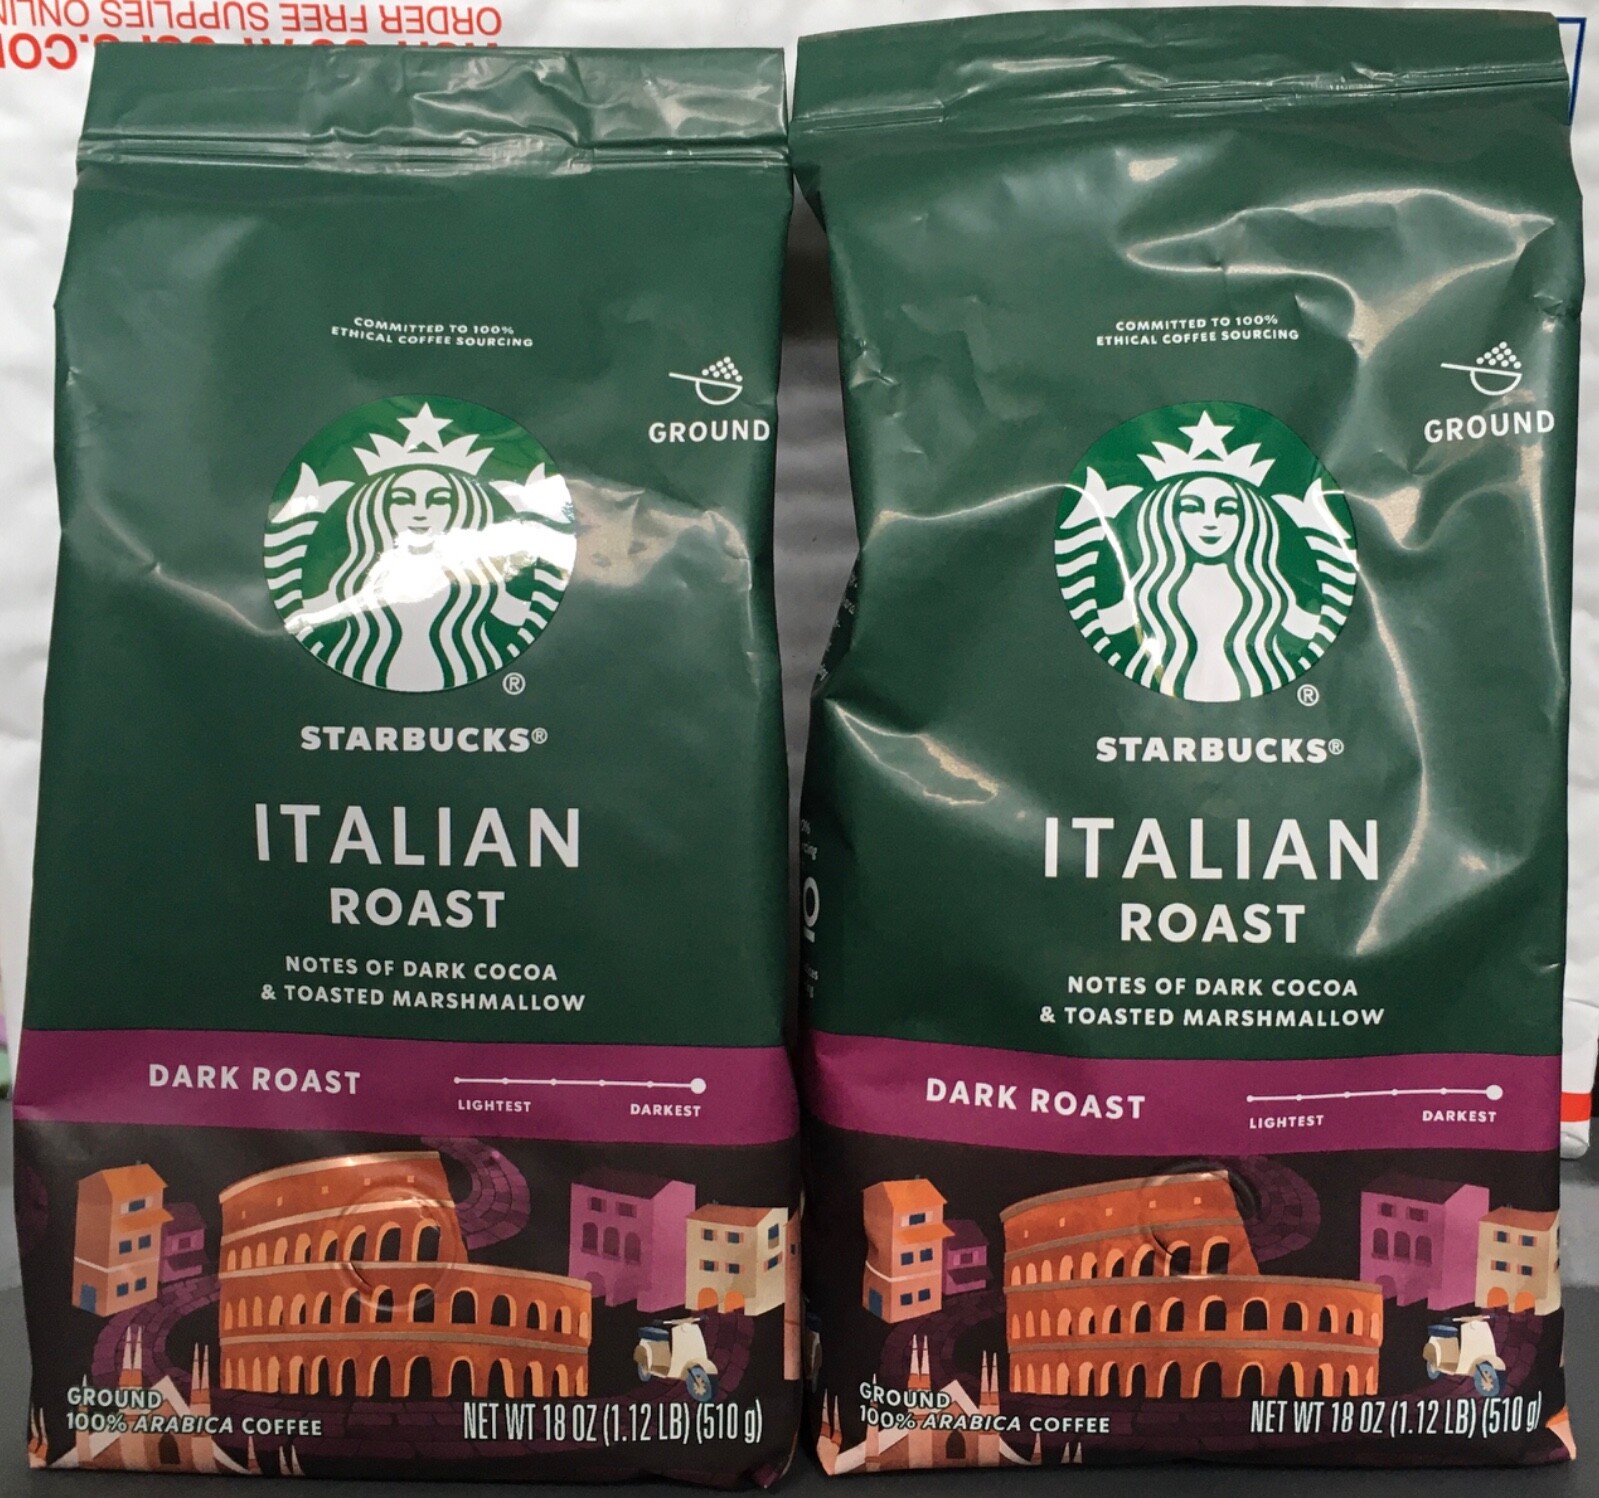 ORDER FREE SUPPLIES ONLIN
COMMITTED TO 100%
ETHICAL COFFEE SOURCING
GROUND
®
STARBUCKS®
ITALIAN
ROAST
NOTES OF DARK COCOA
& TOASTED MARSHMALLOW
DARK ROAST
LIGHTEST
DARKEST
GROUND
100% ARABICA COFFEE
NET WT 18 OZ (1.12 LB) (510 g)
COMMITTED TO 100%
ETHICAL COFFEE SOURCING
GROUND
®
STARBUCKS®
ITALIAN
ROAST
NOTES OF DARK COCOA
& TOASTED MARSHMALLOW
DARK ROAST
LIGHTEST
DARKEST
GROUND
100% ARABICA COFFEE
NET WT 18 OZ (1.12 LB) (510 g)